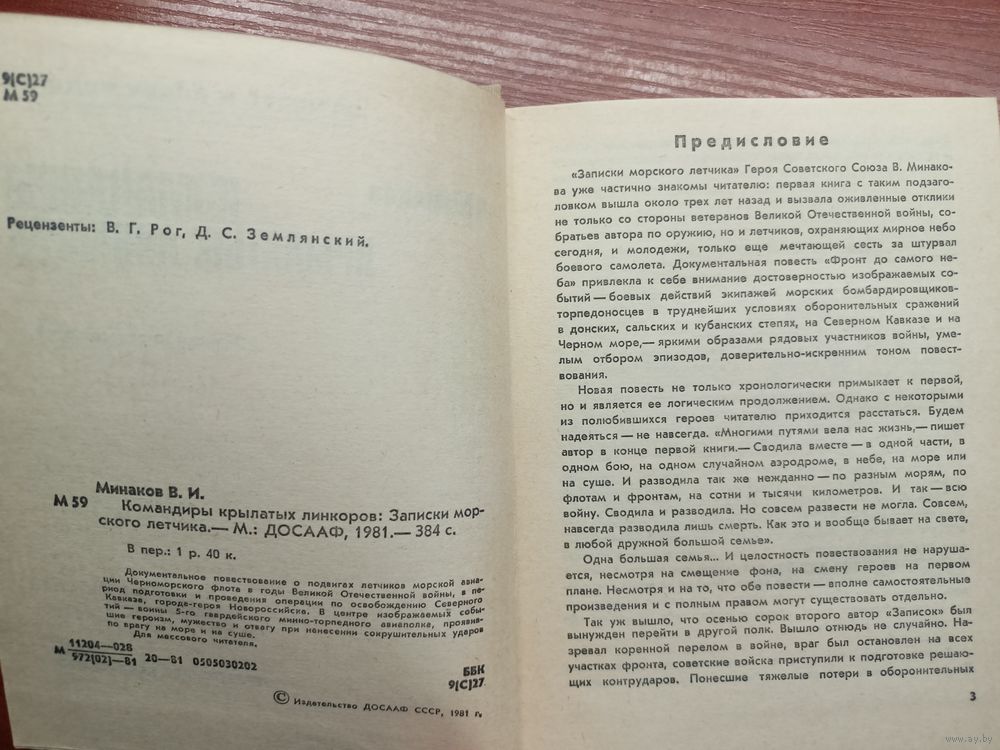 9(С)27
М 59
Рецензенты: В. Г. Рог, Д. С. Землянский.
Минаков В. И.
М 59
Командиры крылатых линкоров: Записки мор-
ского летчика.— М.: ДОСААФ, 1981.— 384 с.
В пер.: 1 р. 40 к.
Документальное повествование о подвигах летчиков морской авиа-
ции Черноморского флота в годы Великой Отечественной войны, в пе-
риод подготовки и проведения операции по освобождению Северного
Кавказа, города-героя Новороссийска. В центре изображаемых собы-
тий — воины 5-го гвардейского минно-торпедного авиаполка, проявив-
шие героизм, мужество и отвагу при нанесении сокрушительных ударов
по врагу на море и на суше.
Для массового читателя.
М 11204—028
972(02)—81 20—81 0505030202
ББК
9(С)27
© Издательство ДОСААФ СССР, 1981 г.
Предисловие
«Записки морского летчика» Героя Советского Союза В. Минако-
ва уже частично знакомы читателю: первая книга с таким подзаго-
ловком вышла около трех лет назад и вызвала оживленные отклики
не только со стороны ветеранов Великой Отечественной войны, со-
братьев автора по оружию, но и летчиков, охраняющих мирное небо
сегодня, и молодежи, только еще мечтающей сесть за штурвал
боевого самолета. Документальная повесть «Фронт до самого не-
ба» привлекла к себе внимание достоверностью изображаемых со-
бытий — боевых действий экипажей морских бомбардировщиков-
торпедоносцев в труднейших условиях оборонительных сражений
в донских, сальских и кубанских степях, на Северном Кавказе и на
Черном море,— яркими образами рядовых участников войны, уме-
лым отбором эпизодов, доверительно-искренним тоном повест-
вования.
Новая повесть не только хронологически примыкает к первой,
но и является ее логическим продолжением. Однако с некоторыми
из полюбившихся героев читателю приходится расстаться. Будем
надеяться — не навсегда. «Многими путями вела нас жизнь,— пишет
автор в конце первой книги.— Сводила вместе — в одной части, в
одном бою, на одном случайном аэродроме, в небе, на море или
на суше. И разводила так же нежданно — по разным морям, по
флотам и фронтам, на сотни и тысячи километров. И так — всю
войну. Сводила и разводила. Но совсем развести не могла. Совсем,
навсегда разводила лишь смерть. Как это и вообще бывает на свете,
в любой дружной большой семье».
Одна большая семья... И целостность повествования не наруша-
ется, несмотря на смещение фона, на смену героев на первом
плане. Несмотря и на то, что обе повести — вполне самостоятельные
произведения и с полным правом могут существовать отдельно.
Так уж вышло, что осенью сорок второго автор «Записок» был
вынужден перейти в другой полк. Вышло отнюдь не случайно. На-
зревал коренной перелом в войне, враг был остановлен на всех
участках фронта, советские войска приступили к подготовке решаю-
щих контрударов. Понесшие тяжелые потери в оборонительных
3
www.ay.by